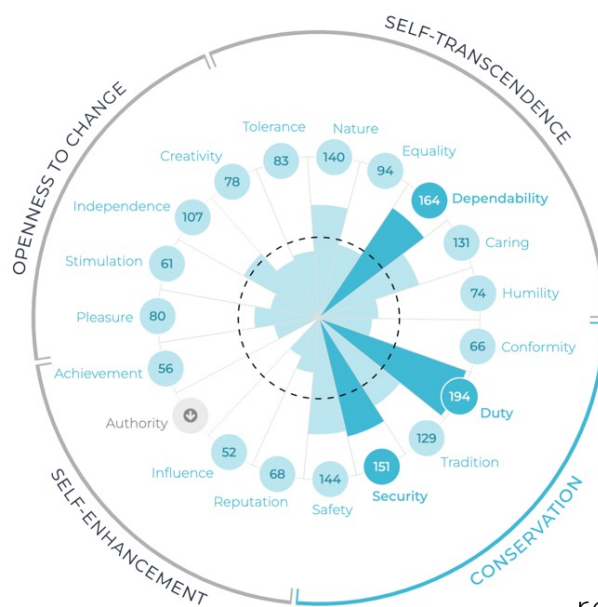 SELF-TRANSCENDENCE
OPENNESS TO CHANGE
SELF-ENHANCEMENT
CONSERVATION
Nature
140
Equality
94
Dependability
164
Caring
131
Humility
74
Conformity
66
Duty
194
Tradition
129
Security
151
Safety
144
Reputation
68
Influence
52
Authority
Achievement
56
Pleasure
80
Stimulation
61
Independence
107
Creativity
78
Tolerance
83